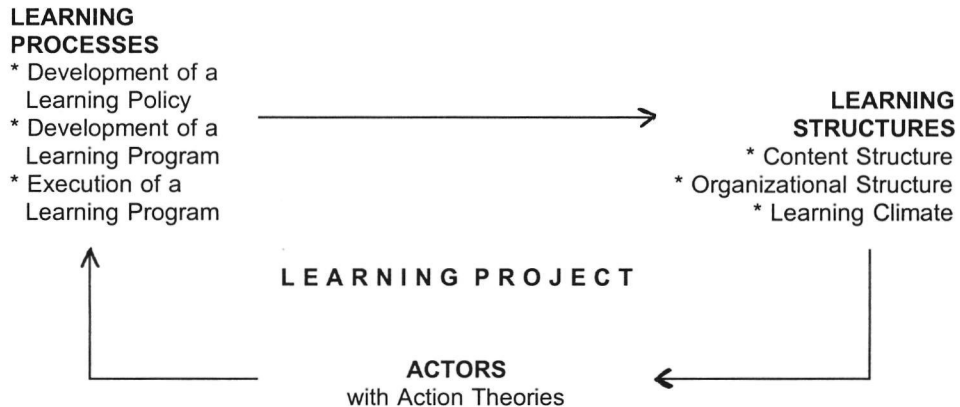 LEARNING
PROCESSES
* Development of a
Learning Policy
* Development of a
Learning Program
* Execution of a
Learning Program
LEARNING
STRUCTURES
* Content Structure
* Organizational Structure
* Learning Climate
LEARNING PROJECT
ACTORS
with Action Theories